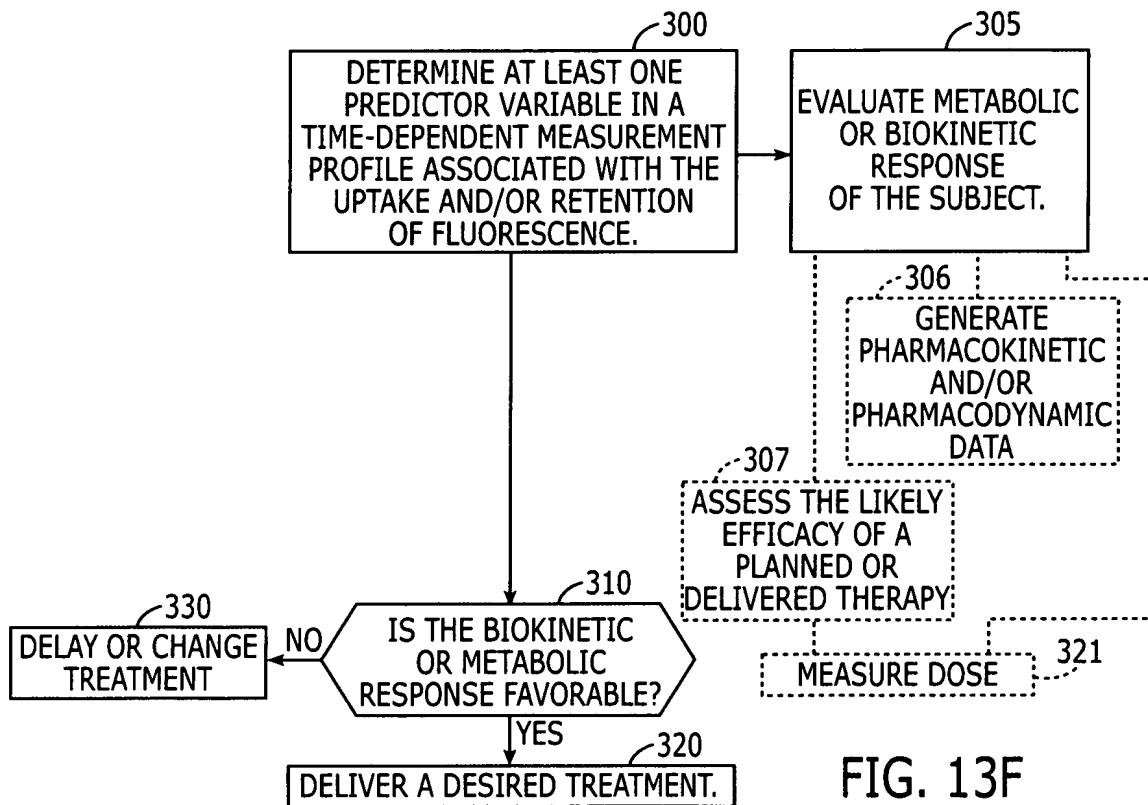 300
DETERMINE AT LEAST ONE
PREDICTOR VARIABLE IN A
TIME-DEPENDENT MEASUREMENT
PROFILE ASSOCIATED WITH THE
UPTAKE AND/OR RETENTION
OF FLUORESCENCE.
305
EVALUATE METABOLIC
OR BIOKINETIC
RESPONSE
OF THE SUBJECT.
306
GENERATE
PHARMACOKINETIC
AND/OR
PHARMACODYNAMIC
DATA
307
ASSESS THE LIKELY
EFFICACY OF A
PLANNED OR
DELIVERED THERAPY
310
IS THE BIOKINETIC
OR METABOLIC
RESPONSE FAVORABLE?
NO
330
DELAY OR CHANGE
TREATMENT
MEASURE DOSE
321
YES
320
DELIVER A DESIRED TREATMENT.
FIG. 13F